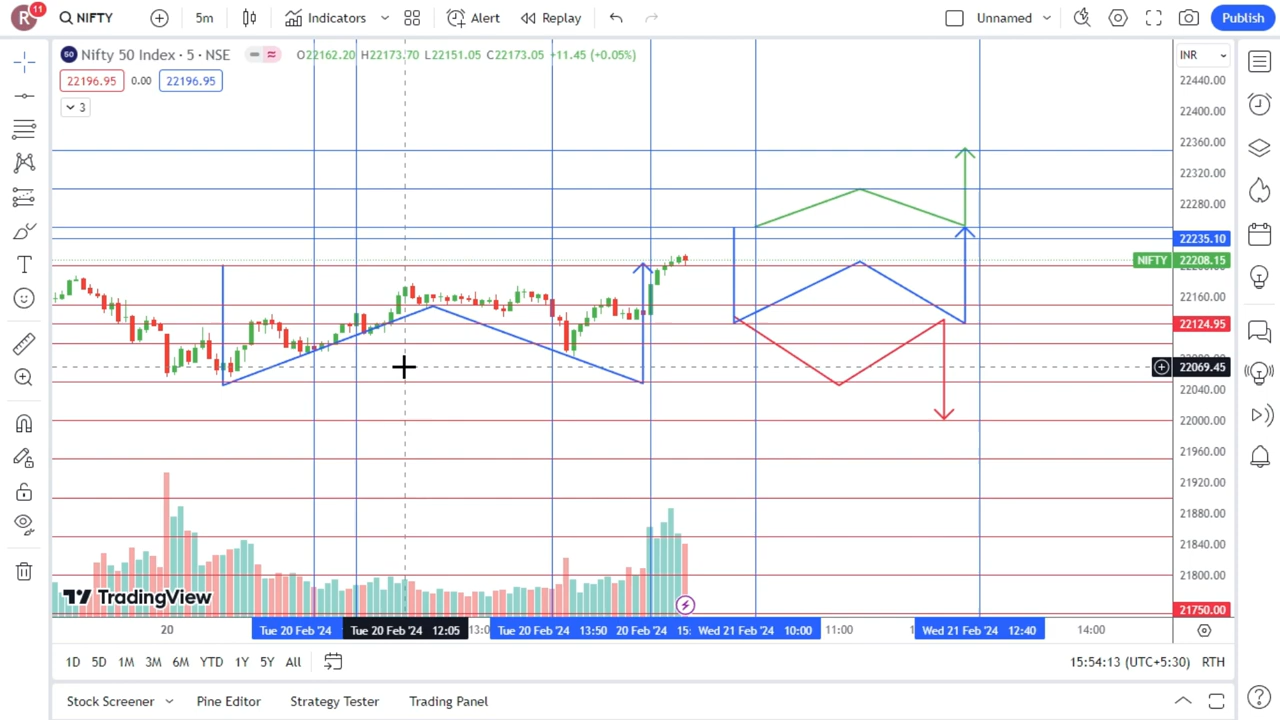 R 11 NIFTY 5m Indicators Alert Replay Unnamed Publish
50 Nifty 50 Index · 5 · NSE O22162.20 H22173.70 L22151.05 C22173.05 +11.45 (+0.05%) INR
22196.95 0.00 22196.95
3
22440.00
22400.00
22360.00
22320.00
22280.00
22235.10
NIFTY 22208.15
22160.00
22124.95
22069.45
22040.00
22000.00
21960.00
21920.00
21880.00
21840.00
21800.00
21750.00
TradingView
20 Tue 20 Feb '24 Tue 20 Feb '24 12:05 13:0 Tue 20 Feb '24 13:50 20 Feb '24 15: Wed 21 Feb '24 10:00 11:00 Wed 21 Feb '24 12:40 14:00
1D 5D 1M 3M 6M YTD 1Y 5Y All 15:54:13 (UTC+5:30) RTH
Stock Screener Pine Editor Strategy Tester Trading Panel